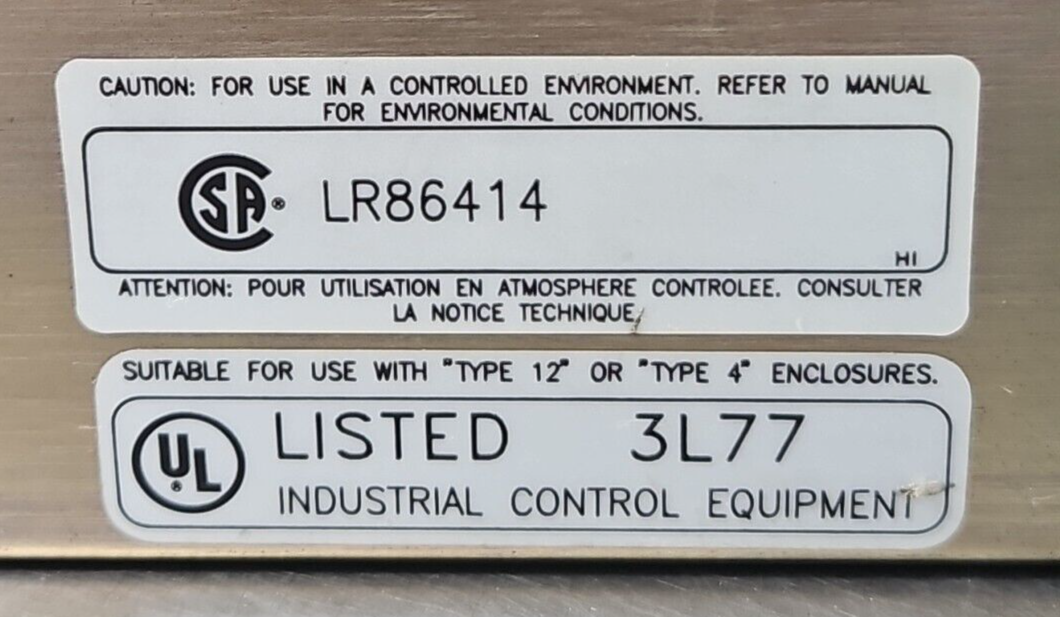 CAUTION: FOR USE IN A CONTROLLED ENVIRONMENT. REFER TO MANUAL
FOR ENVIRONMENTAL CONDITIONS.
CSA® LR86414
HI
ATTENTION: POUR UTILISATION EN ATMOSPHERE CONTROLEE. CONSULTER
LA NOTICE TECHNIQUE.
SUITABLE FOR USE WITH "TYPE 12" OR "TYPE 4" ENCLOSURES.
UL® LISTED 3L77
INDUSTRIAL CONTROL EQUIPMENT